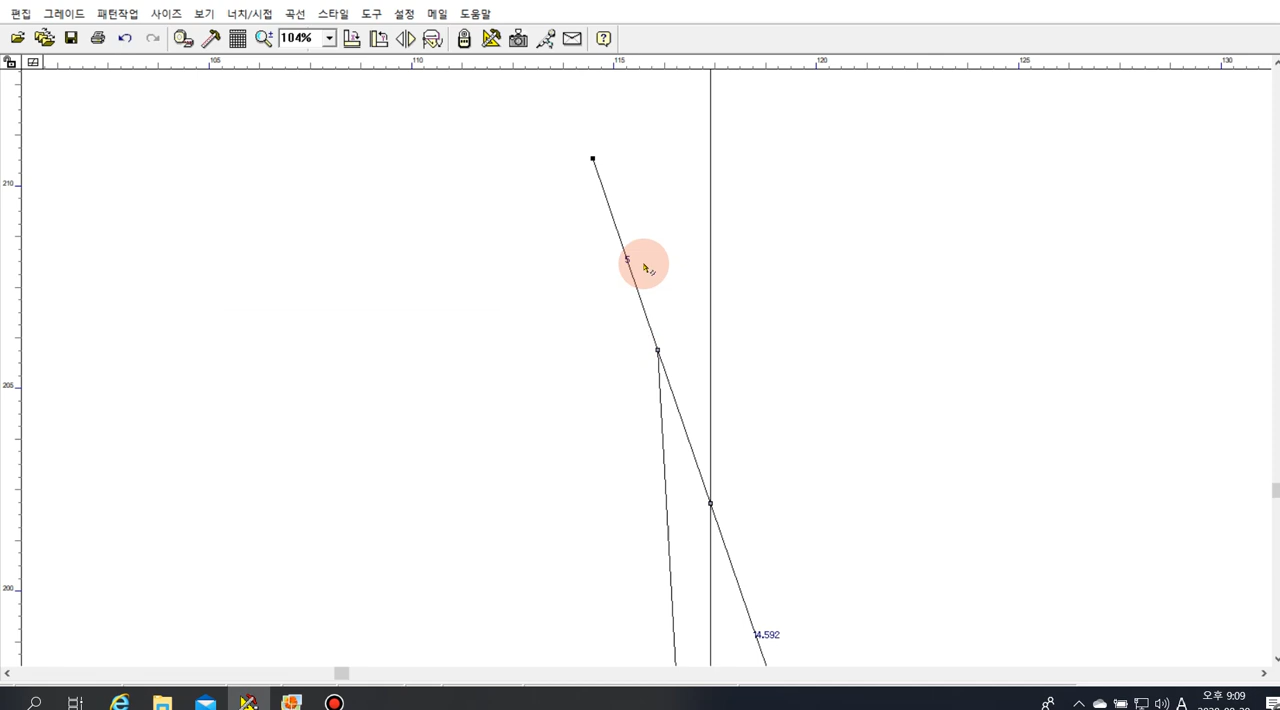 편집 그레이드 패턴작업 사이즈 보기 너치/시접 곡선 스타일 도구 설정 메일 도움말
104%
105 110 115 120 125 130
210
5
205
200
14.592
A 오후 9:09